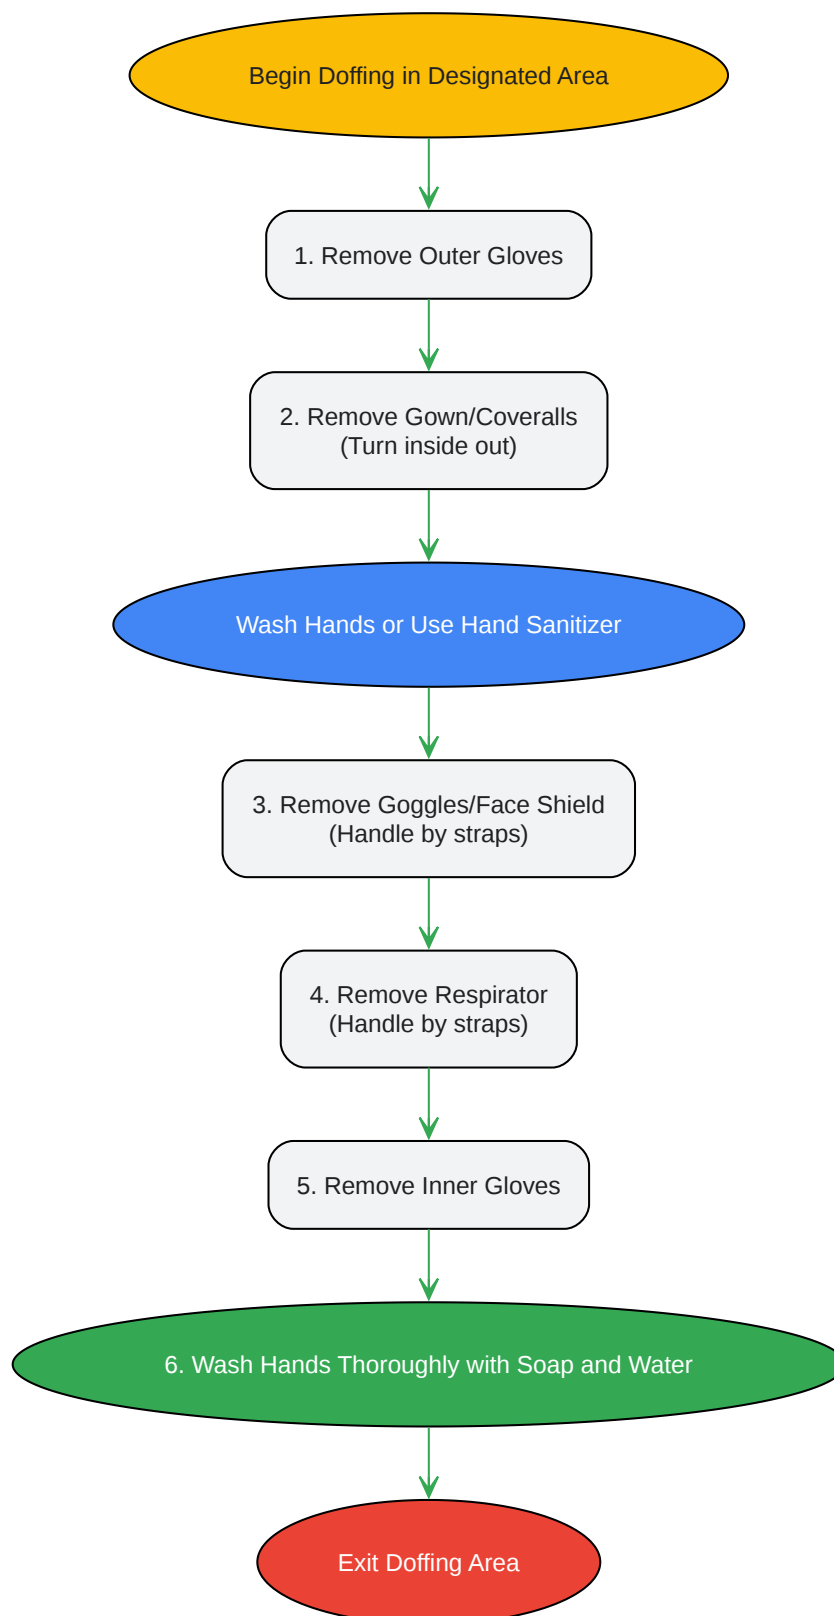 Begin Doffing in Designated Area
1. Remove Outer Gloves
2. Remove Gown/Coveralls
(Turn inside out)
Wash Hands or Use Hand Sanitizer
3. Remove Goggles/Face Shield
(Handle by straps)
4. Remove Respirator
(Handle by straps)
5. Remove Inner Gloves
6. Wash Hands Thoroughly with Soap and Water
Exit Doffing Area